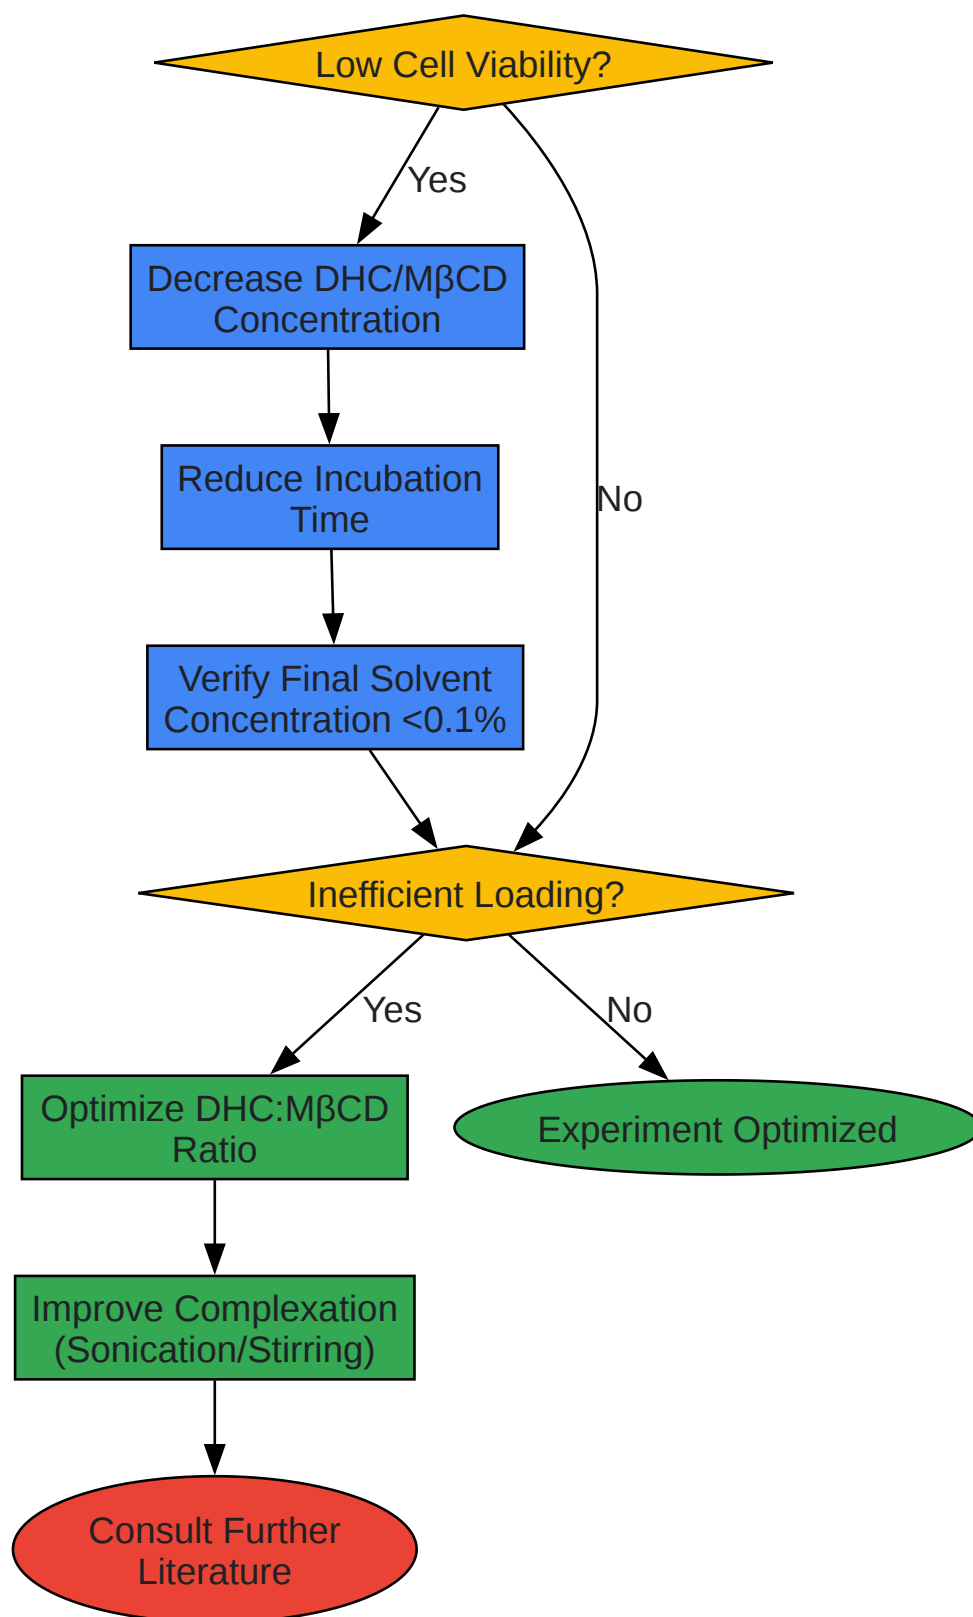 Low Cell Viability?
Yes
Decrease DHC/MβCD
Concentration
Reduce Incubation
Time
No
Verify Final Solvent
Concentration <0.1%
Inefficient Loading?
Yes
No
Optimize DHC:MβCD
Ratio
Experiment Optimized
Improve Complexation
(Sonication/Stirring)
Consult Further
Literature